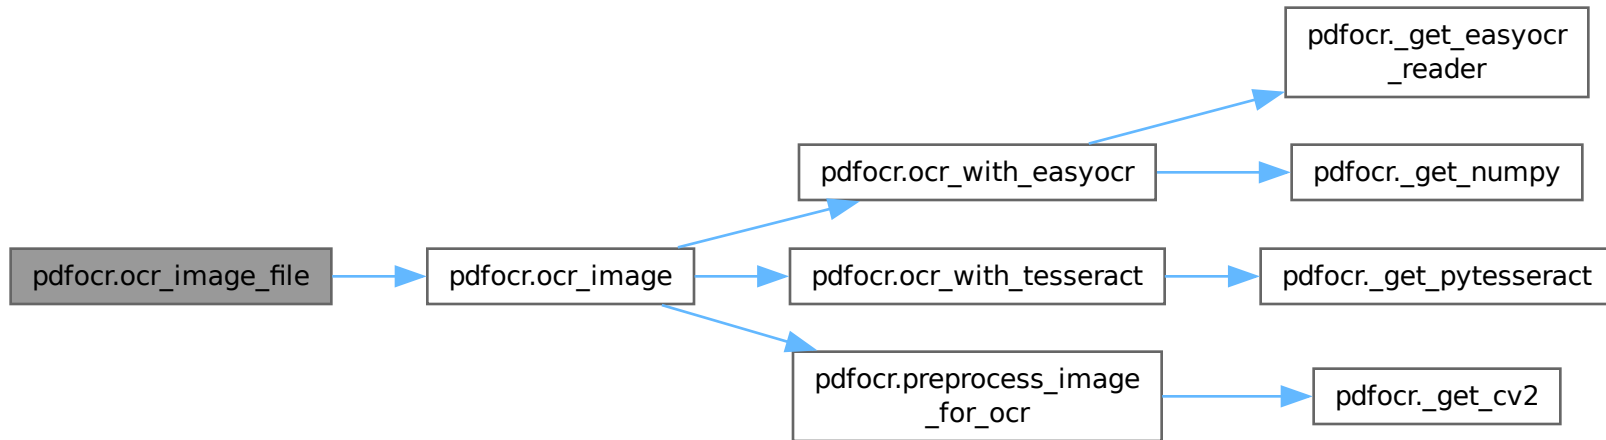 pdfocr._get_easyocr
_reader
pdfocr.ocr_with_easyocr
pdfocr._get_numpy
pdfocr.ocr_image_file
pdfocr.ocr_image
pdfocr.ocr_with_tesseract
pdfocr._get_pytesseract
pdfocr.preprocess_image
_for_ocr
pdfocr._get_cv2